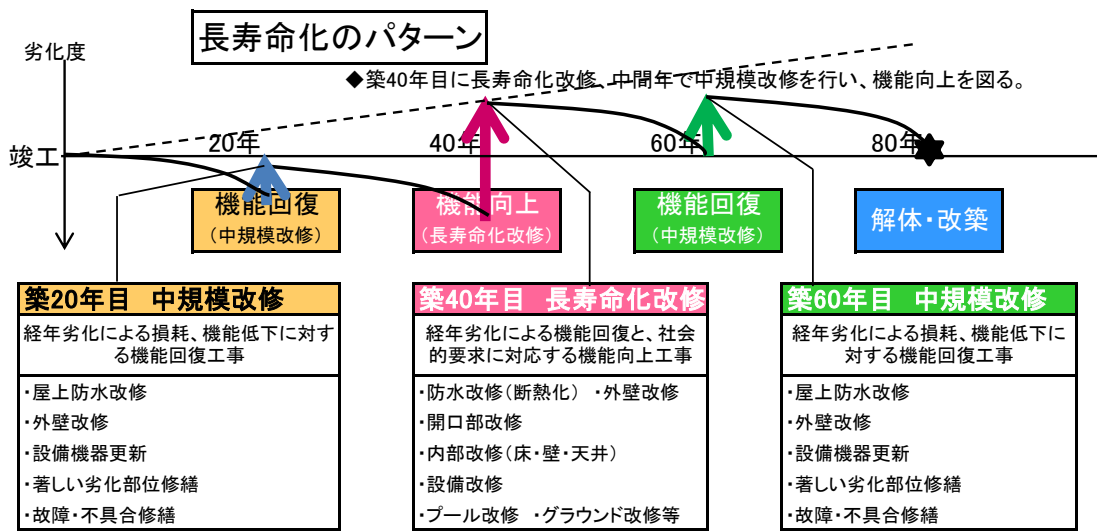 長寿命化のパターン
劣化度
◆築40年目に長寿命化改修、中間年で中規模改修を行い、機能向上を図る。
竣工
20年
40年
60年
80年
機能回復
（中規模改修）
機能向上
（長寿命化改修）
機能回復
（中規模改修）
解体・改築
築20年目　中規模改修
経年劣化による損耗、機能低下に対す
る機能回復工事
・屋上防水改修
・外壁改修
・設備機器更新
・著しい劣化部位修繕
・故障・不具合修繕
築40年目　長寿命化改修
経年劣化による機能回復と、社会
的要求に対応する機能向上工事
・防水改修（断熱化）　・外壁改修
・開口部改修
・内部改修（床・壁・天井）
・設備改修
・プール改修　・グラウンド改修等
築60年目　中規模改修
経年劣化による損耗、機能低下に
対する機能回復工事
・屋上防水改修
・外壁改修
・設備機器更新
・著しい劣化部位修繕
・故障・不具合修繕